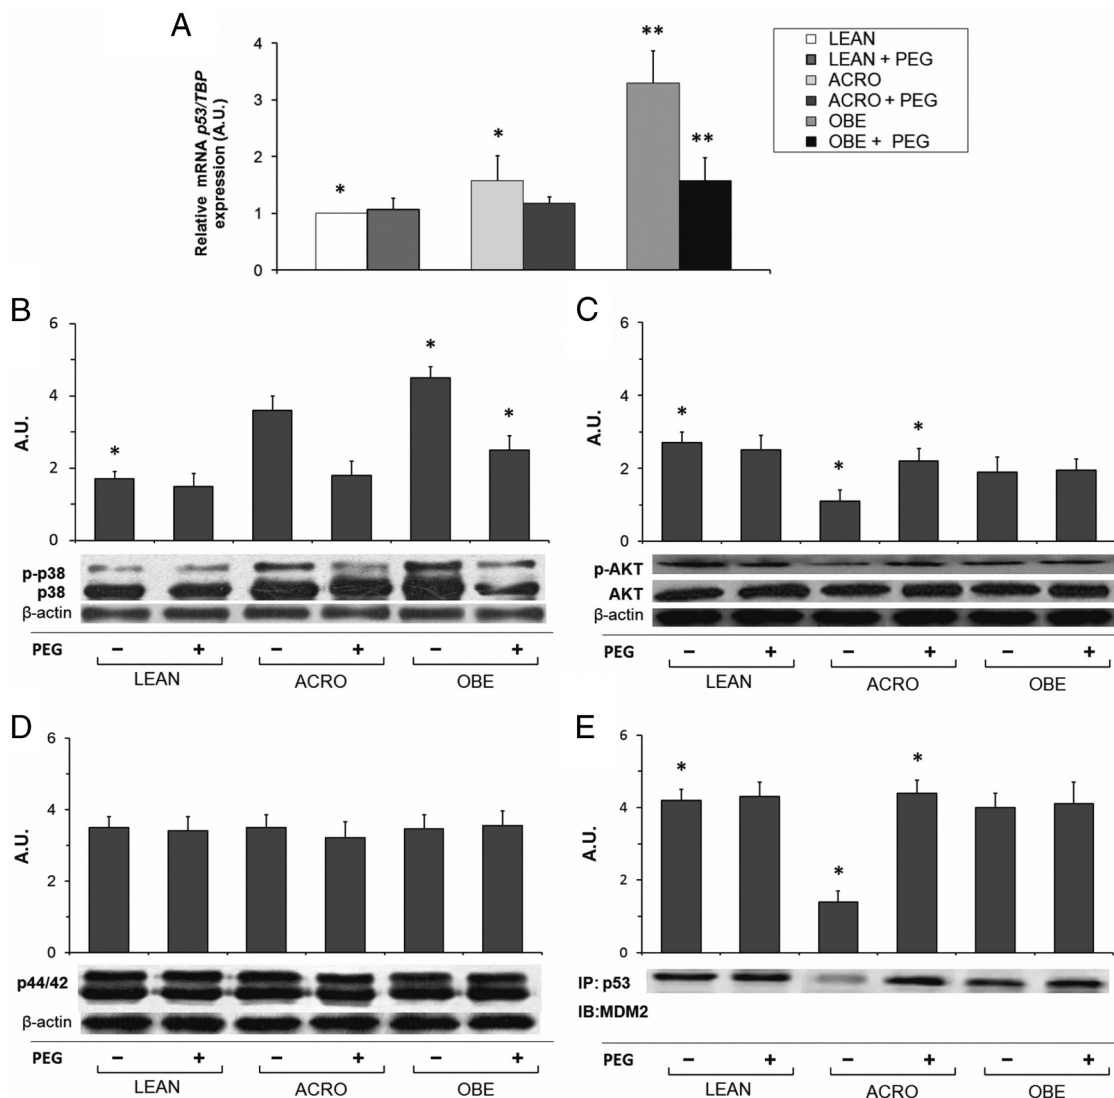 A
Relative mRNA p53/TBP
expression (A.U.)
4
3
2
1
0
*
*
**
**
LEAN
LEAN + PEG
ACRO
ACRO + PEG
OBE
OBE + PEG
B
A.U.
6
4
2
0
*
*
*
p-p38
p38
β-actin
PEG – + – + – +
LEAN ACRO OBE
C
A.U.
6
4
2
0
*
*
*
p-AKT
AKT
β-actin
PEG – + – + – +
LEAN ACRO OBE
D
A.U.
6
4
2
0
p44/42
β-actin
PEG – + – + – +
LEAN ACRO OBE
E
A.U.
6
4
2
0
*
*
*
IP: p53
IB:MDM2
PEG – + – + – +
LEAN ACRO OBE